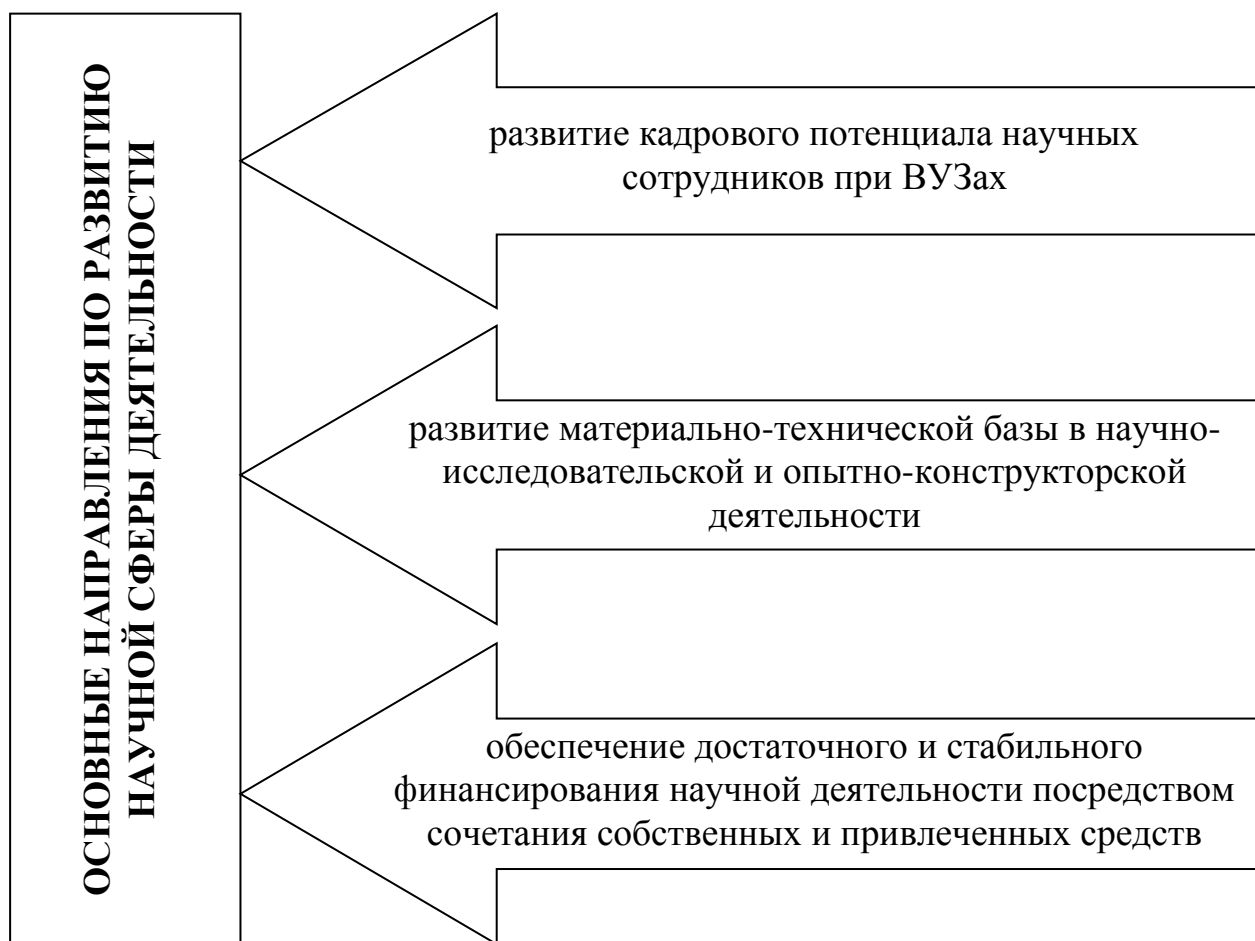 ОСНОВНЫЕ НАПРАВЛЕНИЯ ПО РАЗВИТИЮ
НАУЧНОЙ СФЕРЫ ДЕЯТЕЛЬНОСТИ
развитие кадрового потенциала научных
сотрудников при ВУЗах
развитие материально-технической базы в научно-
исследовательской и опытно-конструкторской
деятельности
обеспечение достаточного и стабильного
финансирования научной деятельности посредством
сочетания собственных и привлеченных средств